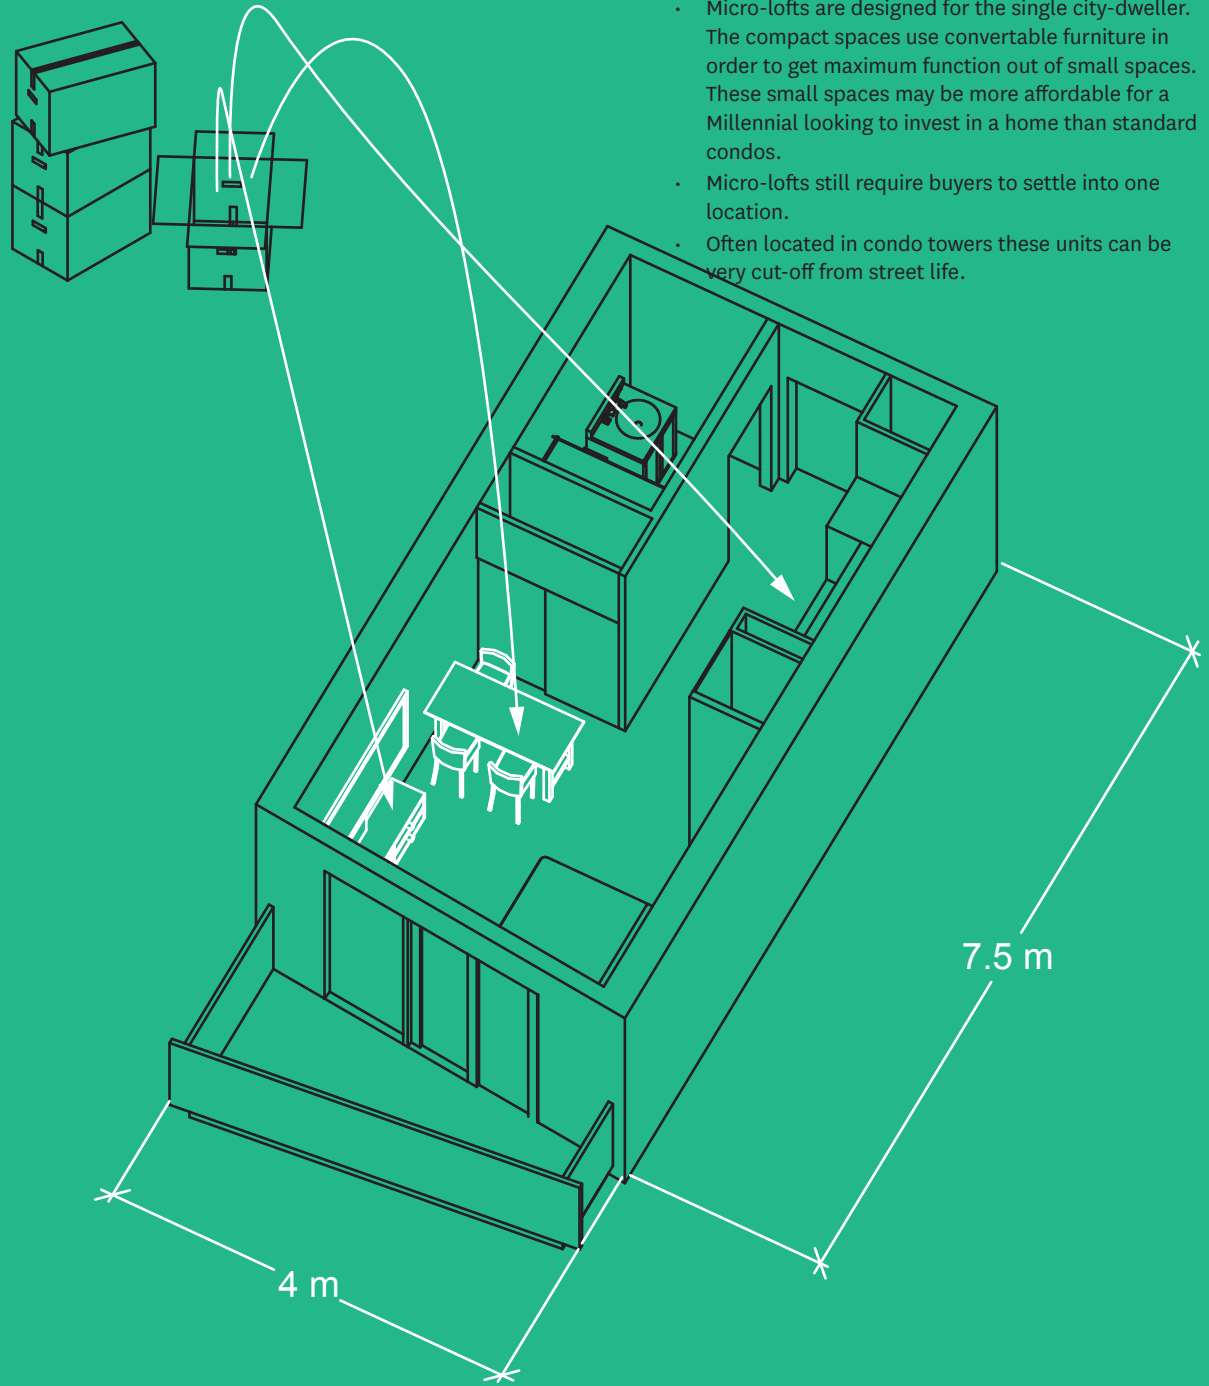 · Micro-lofts are designed for the single city-dweller.
The compact spaces use convertable furniture in
order to get maximum function out of small spaces.
These small spaces may be more affordable for a
Millennial looking to invest in a home than standard
condos.
· Micro-lofts still require buyers to settle into one
location.
· Often located in condo towers these units can be
very cut-off from street life.
7.5 m
4 m